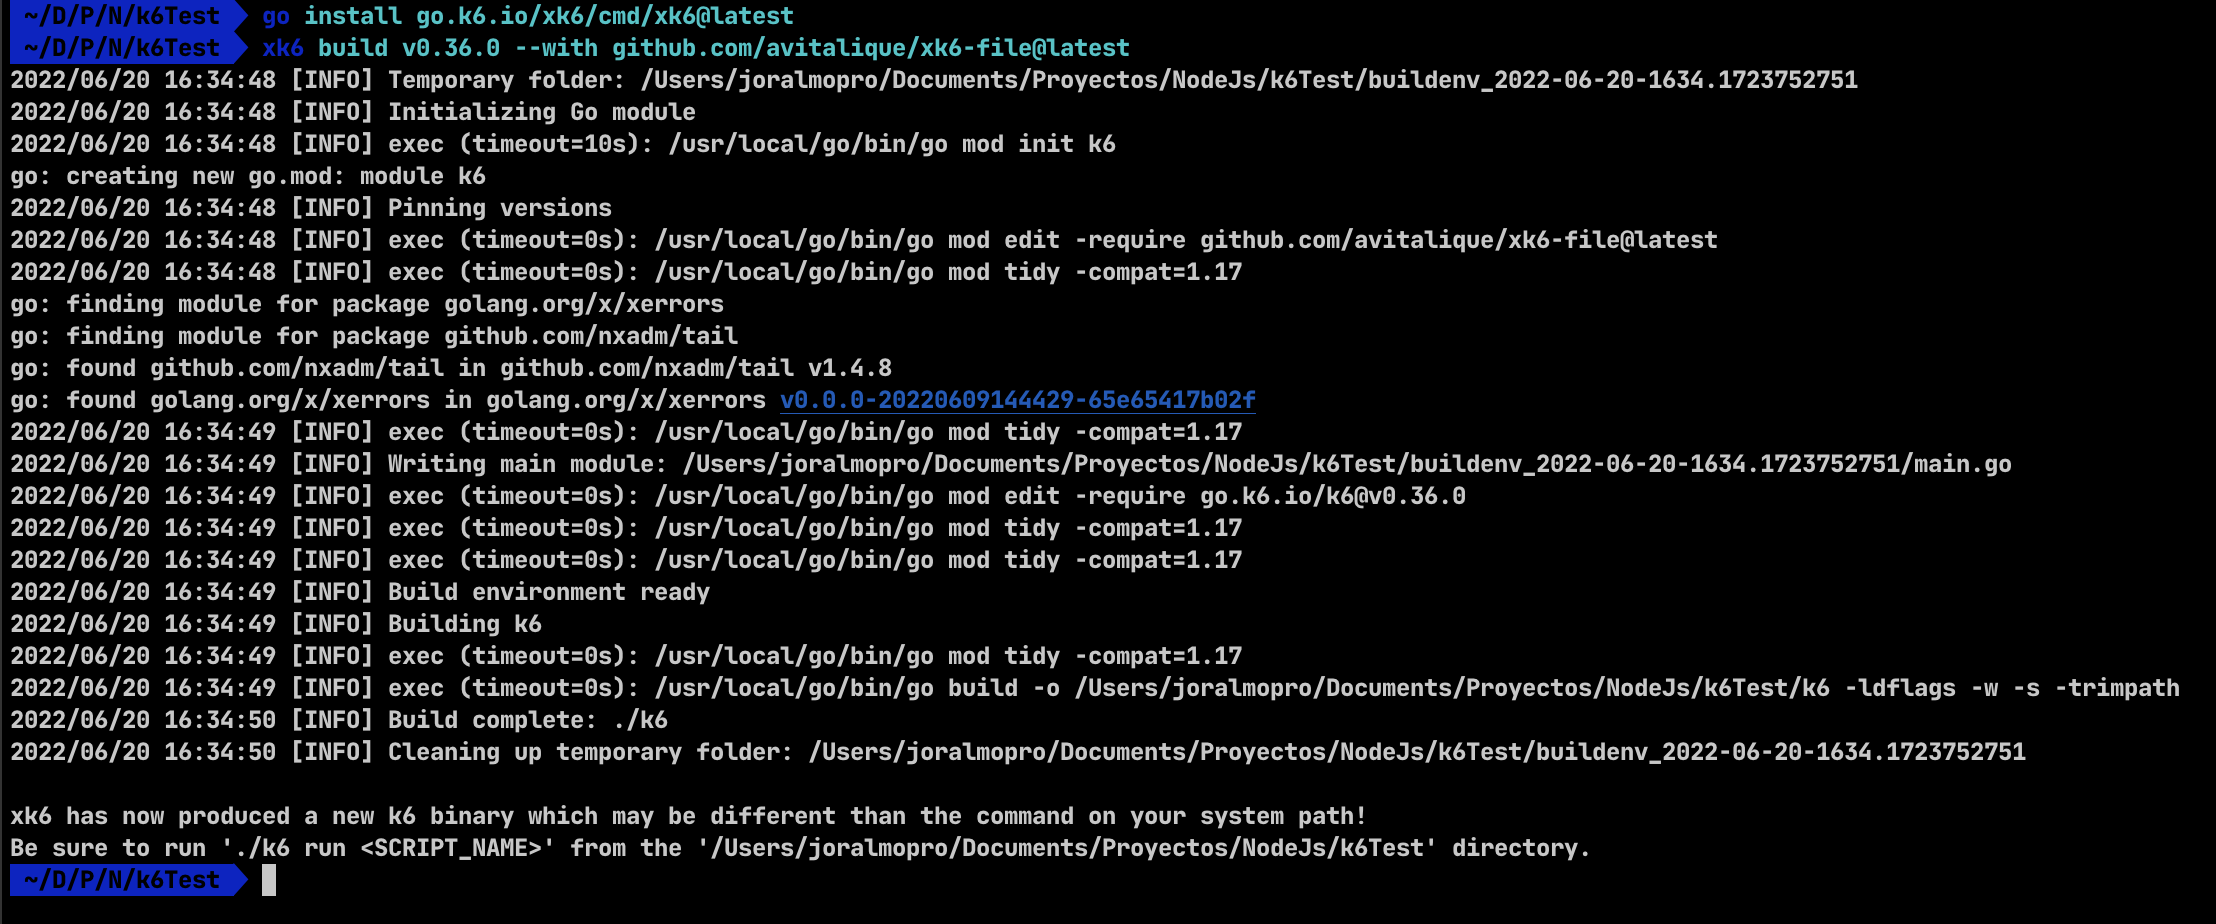 ~/D/P/N/k6Test go install go.k6.io/xk6/cmd/xk6@latest
~/D/P/N/k6Test xk6 build v0.36.0 --with github.com/avitalique/xk6-file@latest
2022/06/20 16:34:48 [INFO] Temporary folder: /Users/joralmopro/Documents/Proyectos/NodeJs/k6Test/buildenv_2022-06-20-1634.1723752751
2022/06/20 16:34:48 [INFO] Initializing Go module
2022/06/20 16:34:48 [INFO] exec (timeout=10s): /usr/local/go/bin/go mod init k6
go: creating new go.mod: module k6
2022/06/20 16:34:48 [INFO] Pinning versions
2022/06/20 16:34:48 [INFO] exec (timeout=0s): /usr/local/go/bin/go mod edit -require github.com/avitalique/xk6-file@latest
2022/06/20 16:34:48 [INFO] exec (timeout=0s): /usr/local/go/bin/go mod tidy -compat=1.17
go: finding module for package golang.org/x/xerrors
go: finding module for package github.com/nxadm/tail
go: found github.com/nxadm/tail in github.com/nxadm/tail v1.4.8
go: found golang.org/x/xerrors in golang.org/x/xerrors v0.0.0-20220609144429-65e65417b02f
2022/06/20 16:34:49 [INFO] exec (timeout=0s): /usr/local/go/bin/go mod tidy -compat=1.17
2022/06/20 16:34:49 [INFO] Writing main module: /Users/joralmopro/Documents/Proyectos/NodeJs/k6Test/buildenv_2022-06-20-1634.1723752751/main.go
2022/06/20 16:34:49 [INFO] exec (timeout=0s): /usr/local/go/bin/go mod edit -require go.k6.io/k6@v0.36.0
2022/06/20 16:34:49 [INFO] exec (timeout=0s): /usr/local/go/bin/go mod tidy -compat=1.17
2022/06/20 16:34:49 [INFO] exec (timeout=0s): /usr/local/go/bin/go mod tidy -compat=1.17
2022/06/20 16:34:49 [INFO] Build environment ready
2022/06/20 16:34:49 [INFO] Building k6
2022/06/20 16:34:49 [INFO] exec (timeout=0s): /usr/local/go/bin/go mod tidy -compat=1.17
2022/06/20 16:34:49 [INFO] exec (timeout=0s): /usr/local/go/bin/go build -o /Users/joralmopro/Documents/Proyectos/NodeJs/k6Test/k6 -ldflags -w -s -trimpath
2022/06/20 16:34:50 [INFO] Build complete: ./k6
2022/06/20 16:34:50 [INFO] Cleaning up temporary folder: /Users/joralmopro/Documents/Proyectos/NodeJs/k6Test/buildenv_2022-06-20-1634.1723752751
xk6 has now produced a new k6 binary which may be different than the command on your system path!
Be sure to run './k6 run <SCRIPT_NAME>' from the '/Users/joralmopro/Documents/Proyectos/NodeJs/k6Test' directory.
~/D/P/N/k6Test